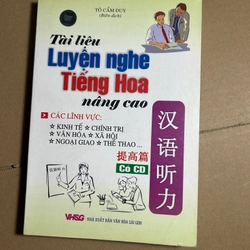 TÔ CẨM DUY
(Biên dịch)
Tài liệu
Luyện nghe
Tiếng Hoa
nâng cao
CÁC LĨNH VỰC:
★ KINH TẾ ★ CHÍNH TRỊ
★ VĂN HÓA ★ XÃ HỘI
★ NGOẠI GIAO ★ THỂ THAO ...
提高篇
Có CD
汉语听力
VHSG
NHÀ XUẤT BẢN VĂN HÓA SÀI GÒN